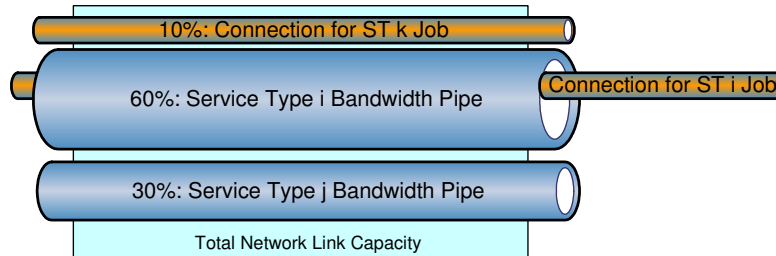 10%: Connection for ST k Job
60%: Service Type i Bandwidth Pipe
Connection for ST i Job
30%: Service Type j Bandwidth Pipe
Total Network Link Capacity